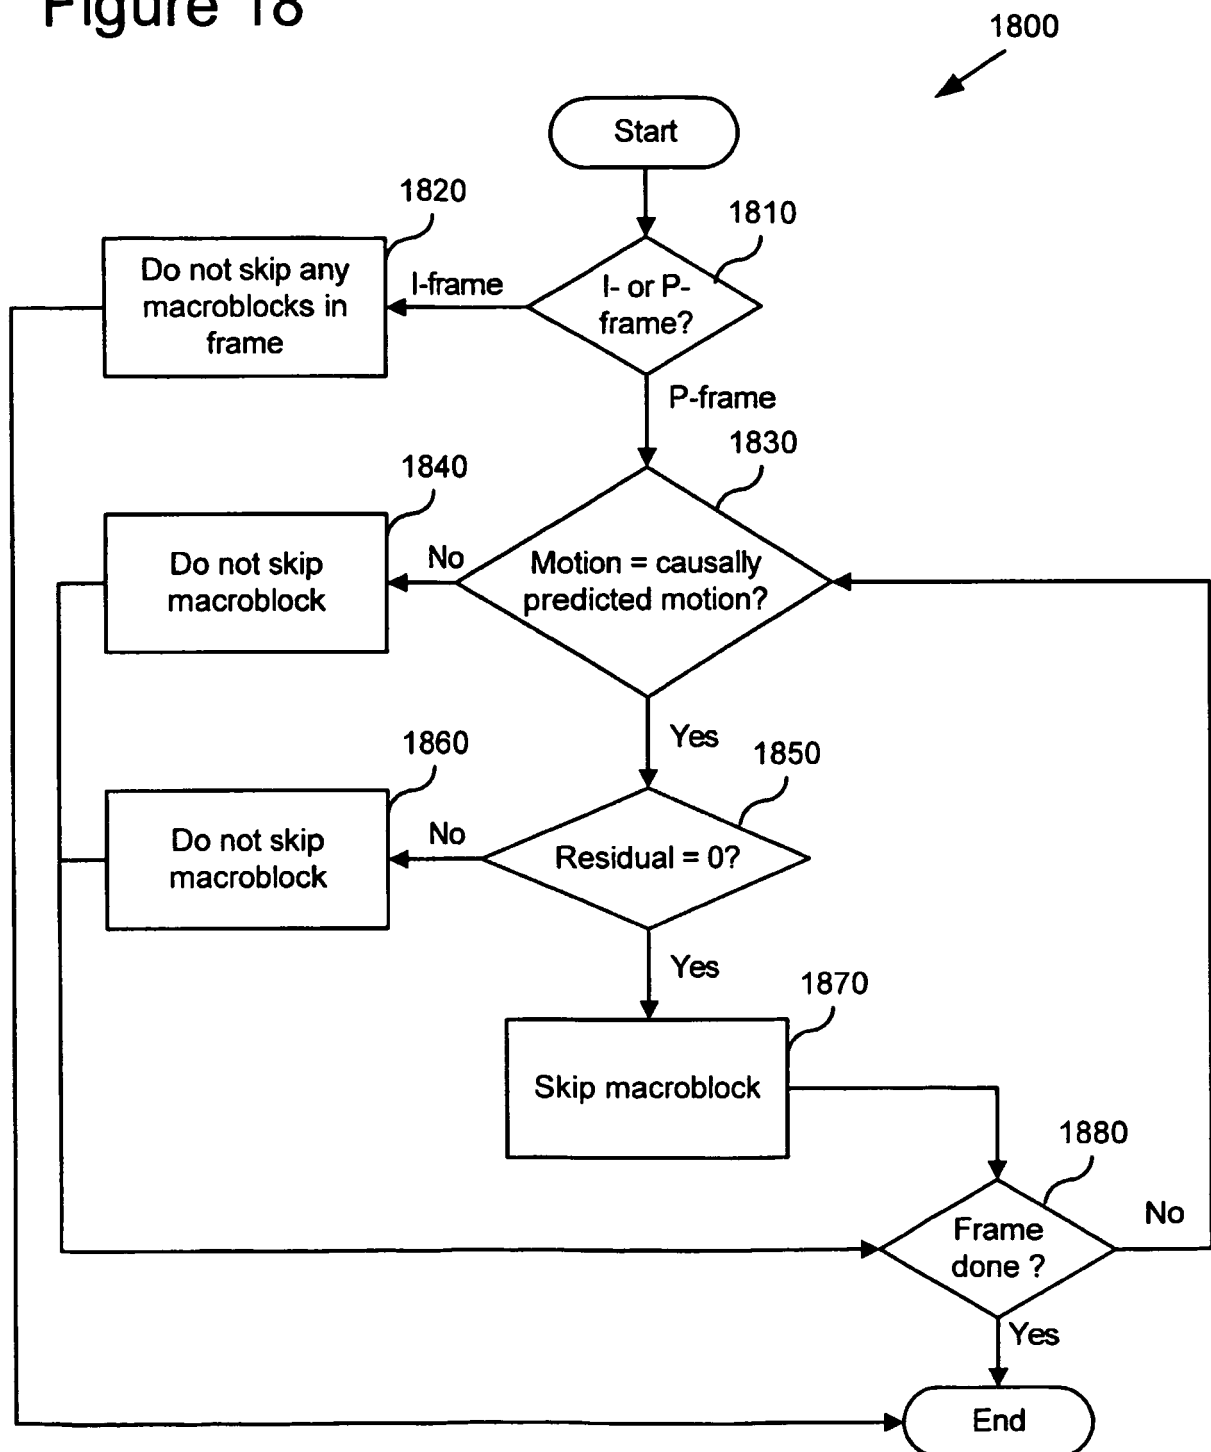 Figure 18
1800
Start
1820
1810
Do not skip any
macroblocks in
frame
I-frame
I- or P-
frame?
P-frame
1830
1840
Do not skip
macroblock
No
Motion = causally
predicted motion?
Yes
1860
1850
Do not skip
macroblock
No
Residual = 0?
Yes
1870
Skip macroblock
1880
Frame
done ?
No
Yes
End